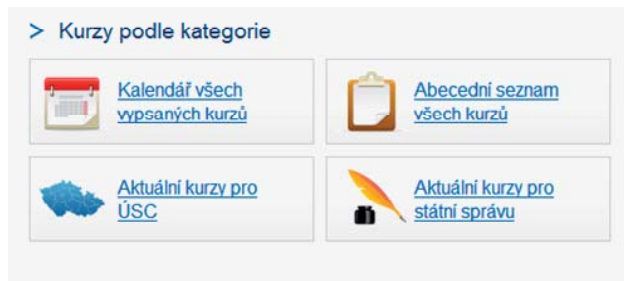 > Kurzy podle kategorie
Kalendář všech
vypsaných kurzů
Abecední seznam
všech kurzů
Aktuální kurzy pro
ÚSC
Aktuální kurzy pro
státní správu